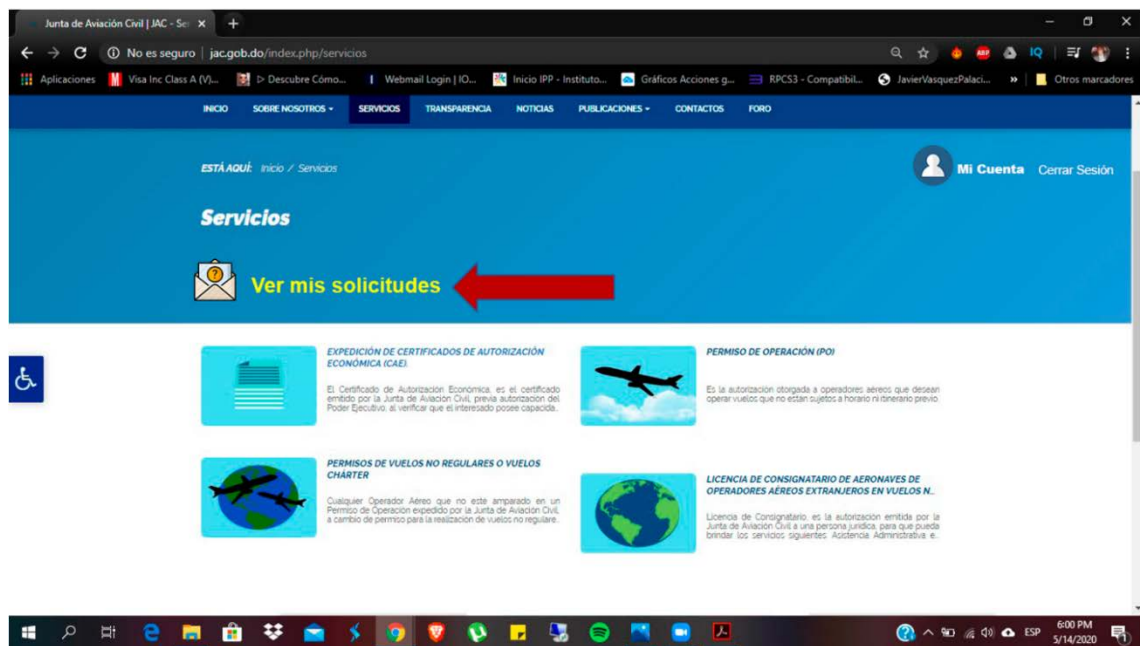 Junta de Aviación Civil | JAC - Se
No es seguro | jac.gob.do/index.php/servicios
Aplicaciones Visa Inc Class A (V)... ▷ Descubre Cómo... Webmail Login | IO... Inicio IPP - Instituto... Gráficos Acciones g... RPCS3 - Compatibil... JavierVasquezPalaci... » Otros marcadores
INICIO SOBRE NOSOTROS SERVICIOS TRANSPARENCIA NOTICIAS PUBLICACIONES CONTACTOS FORO
ESTÁ AQUÍ: Inicio / Servicios
Mi Cuenta Cerrar Sesión
Servicios
Ver mis solicitudes
EXPEDICIÓN DE CERTIFICADOS DE AUTORIZACIÓN
ECONÓMICA (CAE).
El Certificado de Autorización Económica, es el certificado
emitido por la Junta de Aviación Civil, previa autorización del
Poder Ejecutivo, al verificar que el interesado posee capacida...
PERMISO DE OPERACIÓN (PO)
Es la autorización otorgada a operadores aéreos que desean
operar vuelos que no están sujetos a horario ni itinerario previo.
PERMISOS DE VUELOS NO REGULARES O VUELOS
CHÁRTER
Cualquier Operador Aéreo que no esté amparado en un
Permiso de Operación expedido por la Junta de Aviación Civil,
a cambio de permiso para la realización de vuelos no regulare...
LICENCIA DE CONSIGNATARIO DE AERONAVES DE
OPERADORES AÉREOS EXTRANJEROS EN VUELOS N...
Licencia de Consignatario, es la autorización emitida por la
Junta de Aviación Civil a una persona jurídica, para que pueda
brindar los servicios siguientes: Asistencia Administrativa e...
ESP
6:00 PM
5/14/2020